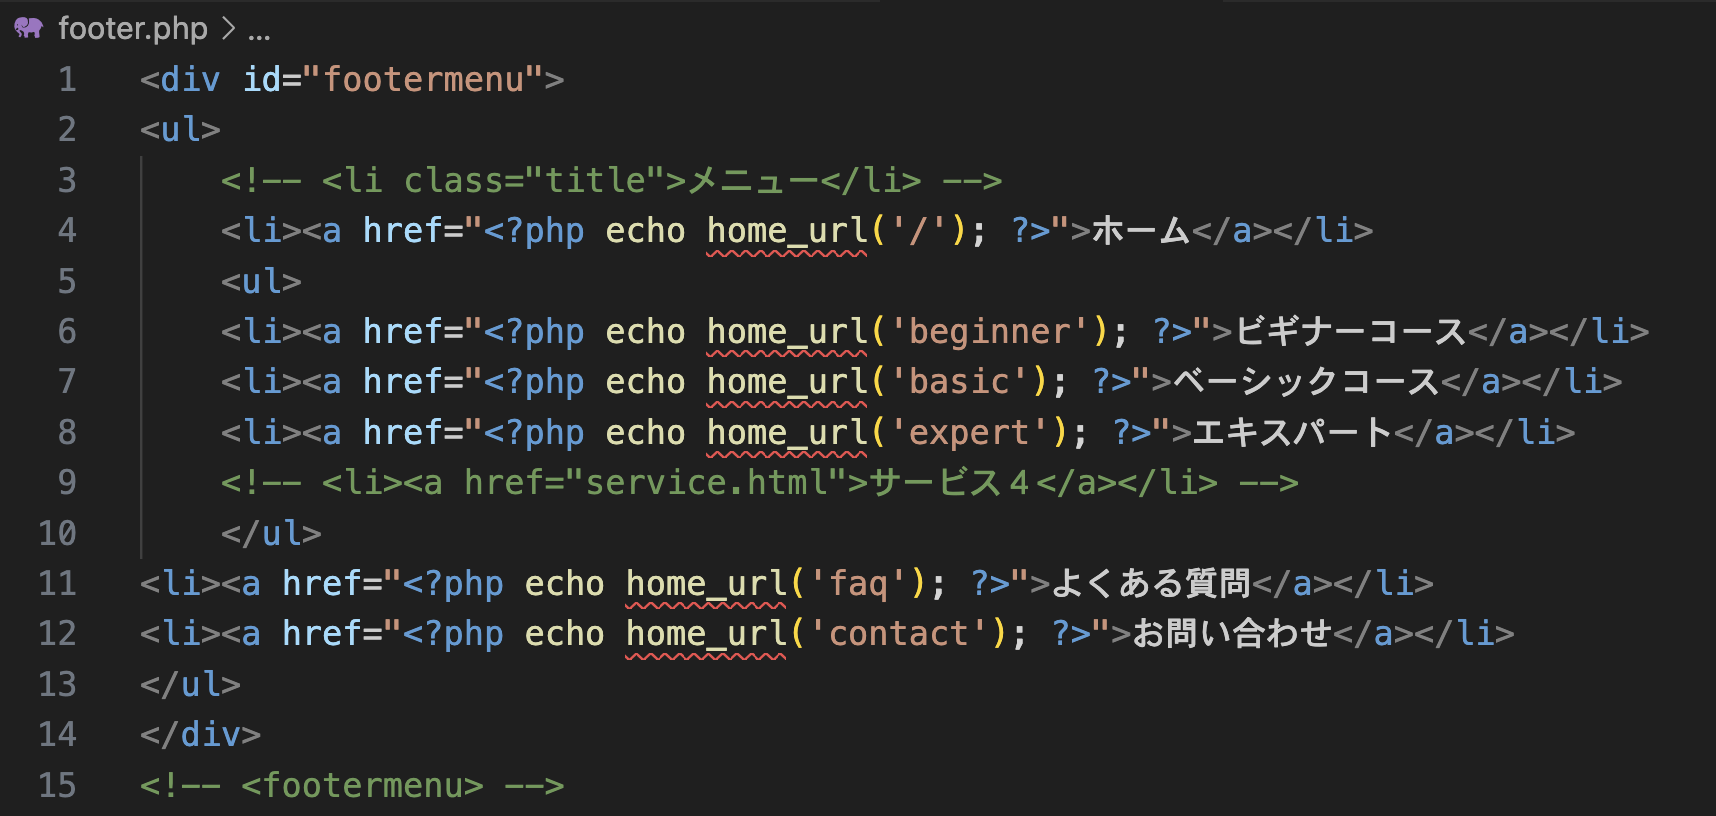 footer.php > ...
1 <div id="footermenu">
2 <ul>
3 <!-- <li class="title">メニュー</li> -->
4 <li><a href="<?php echo home_url('/'); ?>">ホーム</a></li>
5 <ul>
6 <li><a href="<?php echo home_url('beginner'); ?>">ビギナーコース</a></li>
7 <li><a href="<?php echo home_url('basic'); ?>">ベーシックコース</a></li>
8 <li><a href="<?php echo home_url('expert'); ?>">エキスパート</a></li>
9 <!-- <li><a href="service.html">サービス４</a></li> -->
10 </ul>
11 <li><a href="<?php echo home_url('faq'); ?>">よくある質問</a></li>
12 <li><a href="<?php echo home_url('contact'); ?>">お問い合わせ</a></li>
13 </ul>
14 </div>
15 <!-- <footermenu> -->